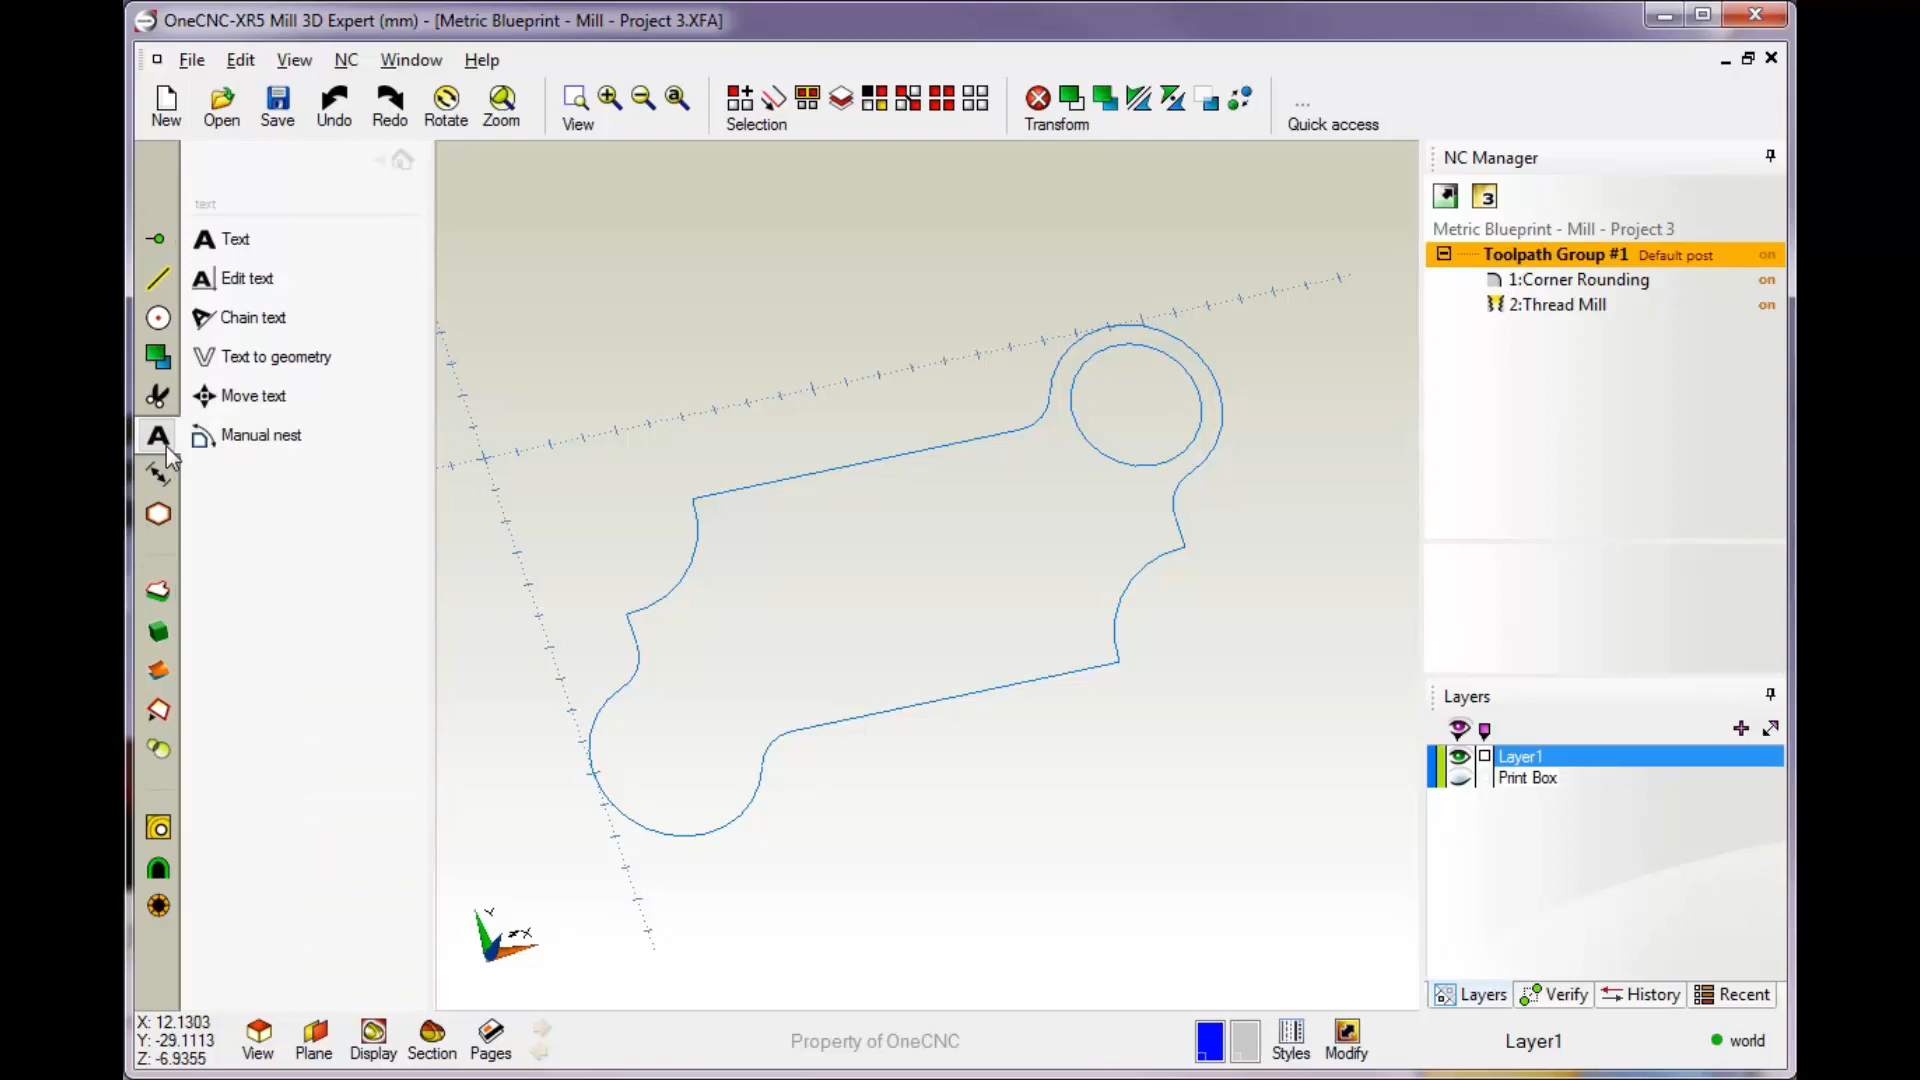 OneCNC-XR5 Mill 3D Expert (mm) - [Metric Blueprint - Mill - Project 3.XFA]
File Edit View NC Window Help
New Open Save Undo Redo Rotate Zoom View Selection Transform ... Quick access
text
A Text
A Edit text
Chain text
Text to geometry
Move text
A Manual nest
NC Manager
3
Metric Blueprint - Mill - Project 3
Toolpath Group #1 Default post on
1:Corner Rounding on
2:Thread Mill on
Layers
Layer1
Print Box
Layers Verify History Recent
Y
Z X
X: 12.1303
Y: -29.1113
Z: -6.9355
View Plane Display Section Pages
Property of OneCNC
Styles Modify
Layer1
world